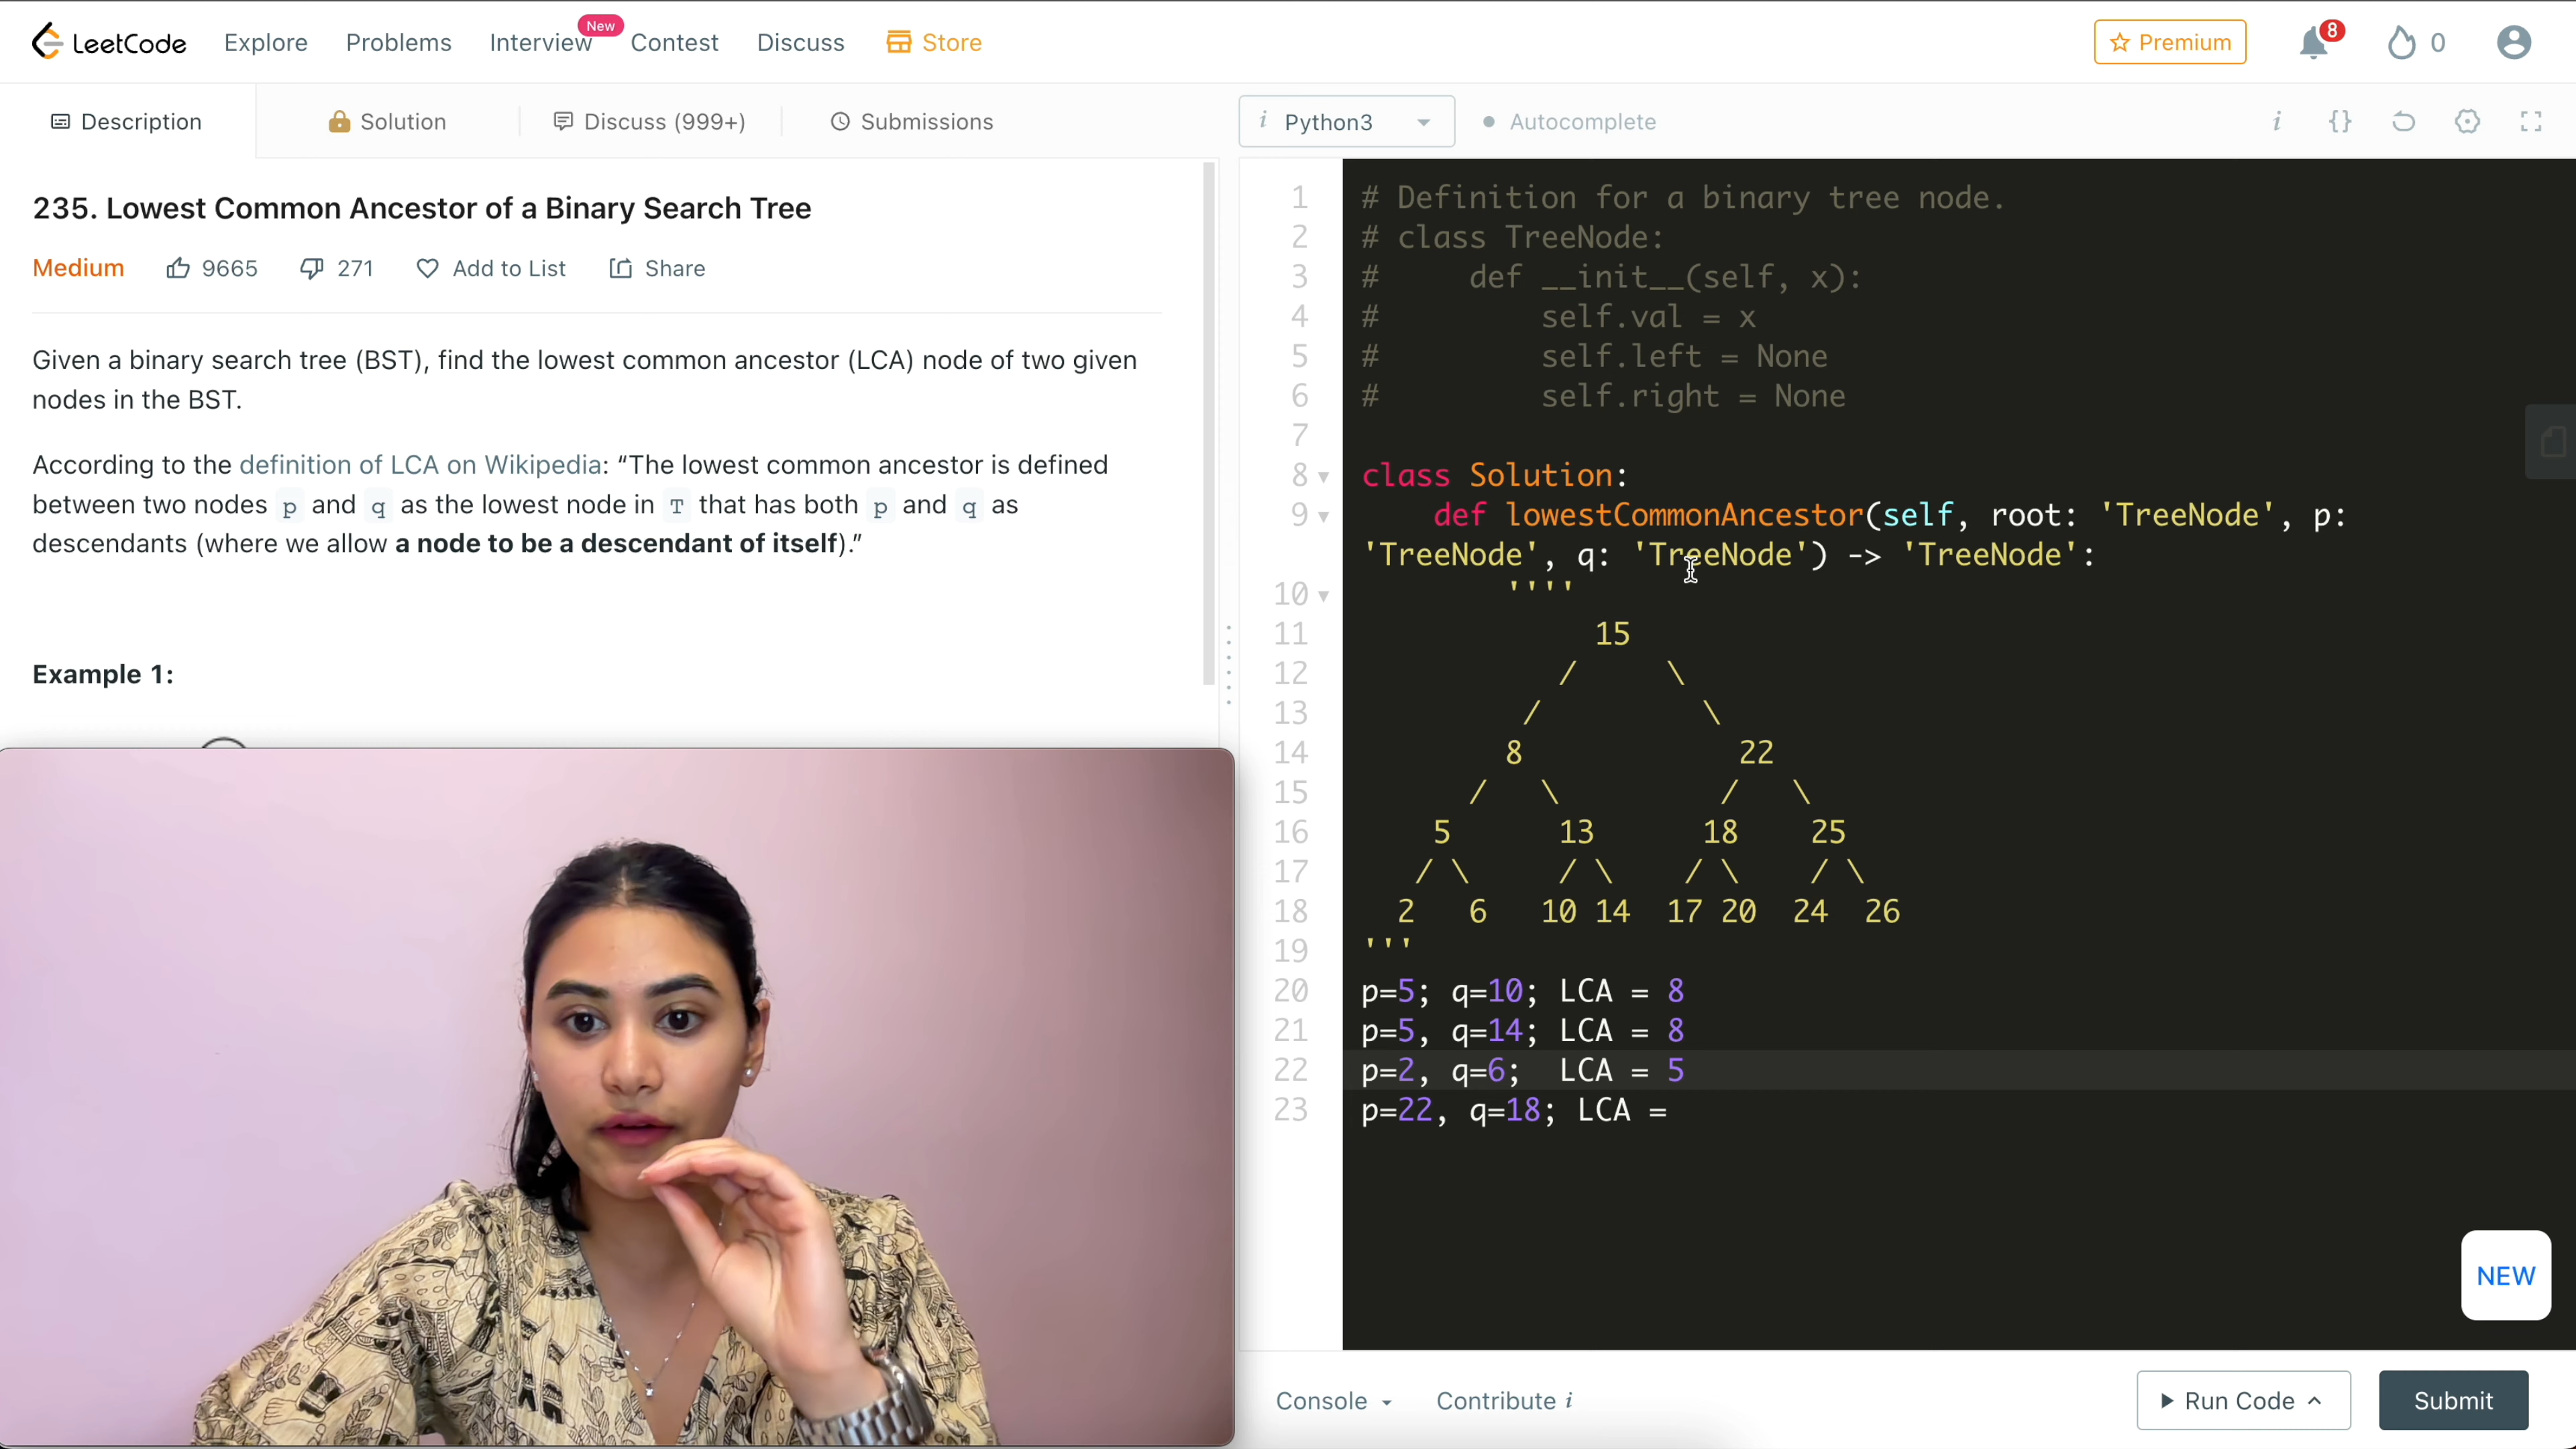 LeetCode Explore Problems Interview New Contest Discuss Store Premium 8 0
Description Solution Discuss (999+) Submissions
235. Lowest Common Ancestor of a Binary Search Tree
Medium 9665 271 Add to List Share
Given a binary search tree (BST), find the lowest common ancestor (LCA) node of two given
nodes in the BST.
According to the definition of LCA on Wikipedia: “The lowest common ancestor is defined
between two nodes p and q as the lowest node in T that has both p and q as
descendants (where we allow a node to be a descendant of itself).”
Example 1:
i Python3 Autocomplete i {}
1 # Definition for a binary tree node.
2 # class TreeNode:
3 #     def __init__(self, x):
4 #         self.val = x
5 #         self.left = None
6 #         self.right = None
7
8 class Solution:
9     def lowestCommonAncestor(self, root: 'TreeNode', p:
'TreeNode', q: 'TreeNode') -> 'TreeNode':
10         ''''
11              15
12            /     \
13          /          \
14         8             22
15       /   \         /    \
16     5       13       18     25
17    / \     / \    / \    / \
18   2   6   10 14  17 20  24  26
19 '''
20 p=5; q=10; LCA = 8
21 p=5, q=14; LCA = 8
22 p=2, q=6;  LCA = 5
23 p=22, q=18; LCA =
NEW
Console Contribute i Run Code Submit